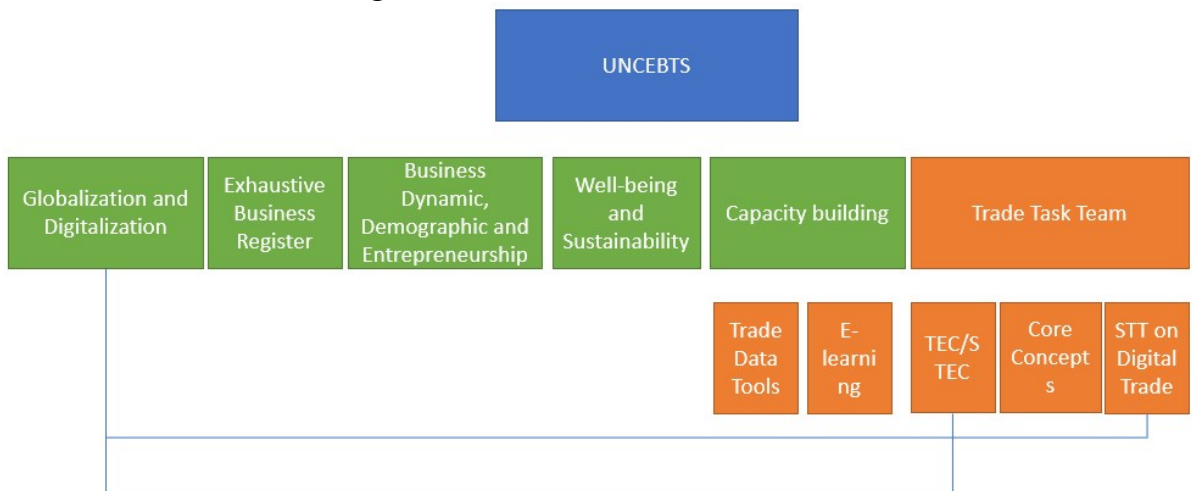 UNCEBTS
Globalization and
Digitalization
Exhaustive
Business
Register
Business
Dynamic,
Demographic and
Entrepreneurship
Well-being
and
Sustainability
Capacity building
Trade Task Team
Trade
Data
Tools
E-
learni
ng
TEC/S
TEC
Core
Concept
s
STT on
Digital
Trade